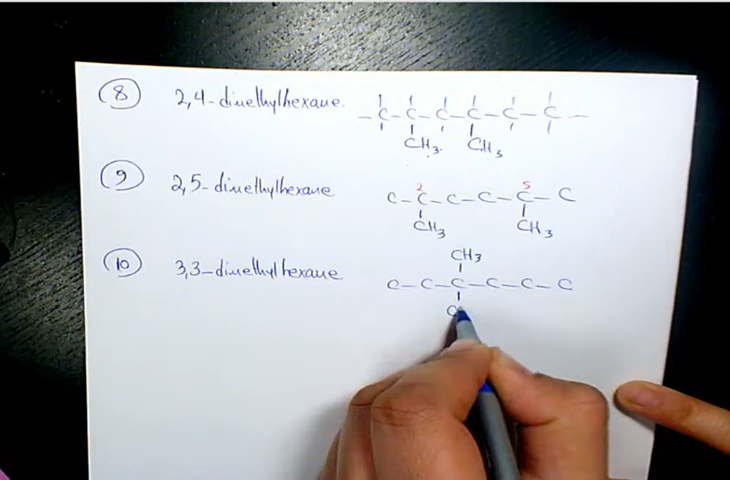 8 2,4-dimethylhexane. -C-C-C-C-C-C-
CH3. CH3
9 2,5-dimethylhexane C-C-C-C-C-C
2 5
CH3 CH3
CH3
10 3,3-dimethylhexane C-C-C-C-C-C
C